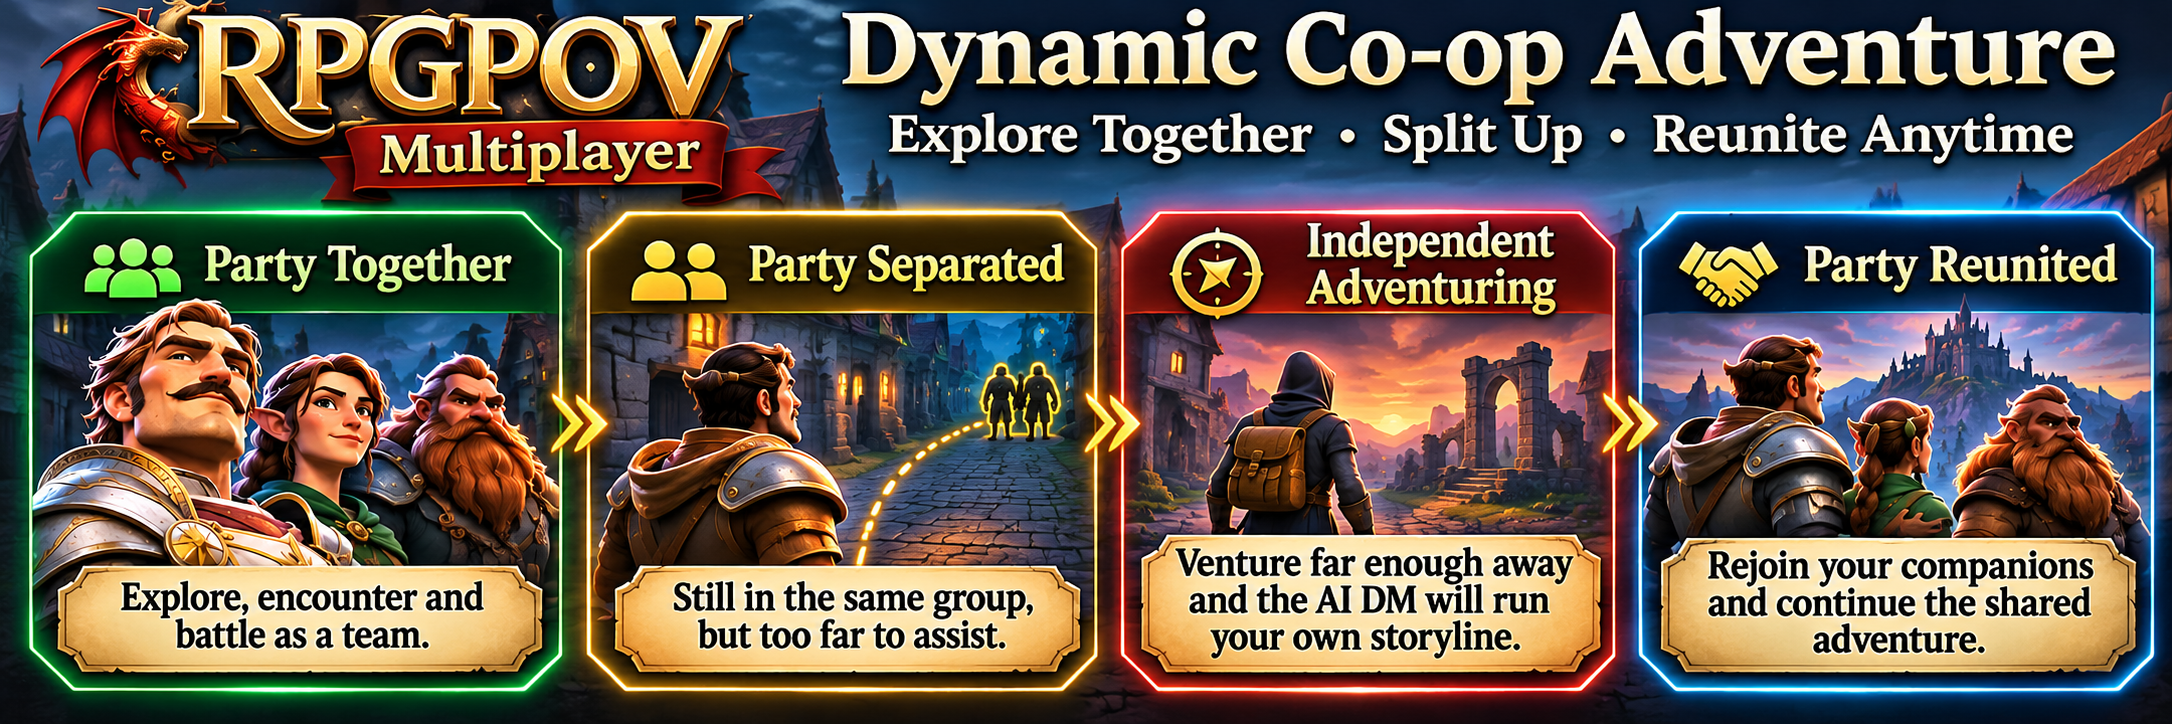 RPGPOV
Multiplayer
Dynamic Co-op Adventure
Explore Together • Split Up • Reunite Anytime
Party Together
Explore, encounter and
battle as a team.
Party Separated
Still in the same group,
but too far to assist.
Independent
Adventuring
Venture far enough away
and the AI DM will run
your own storyline.
Party Reunited
Rejoin your companions
and continue the shared
adventure.